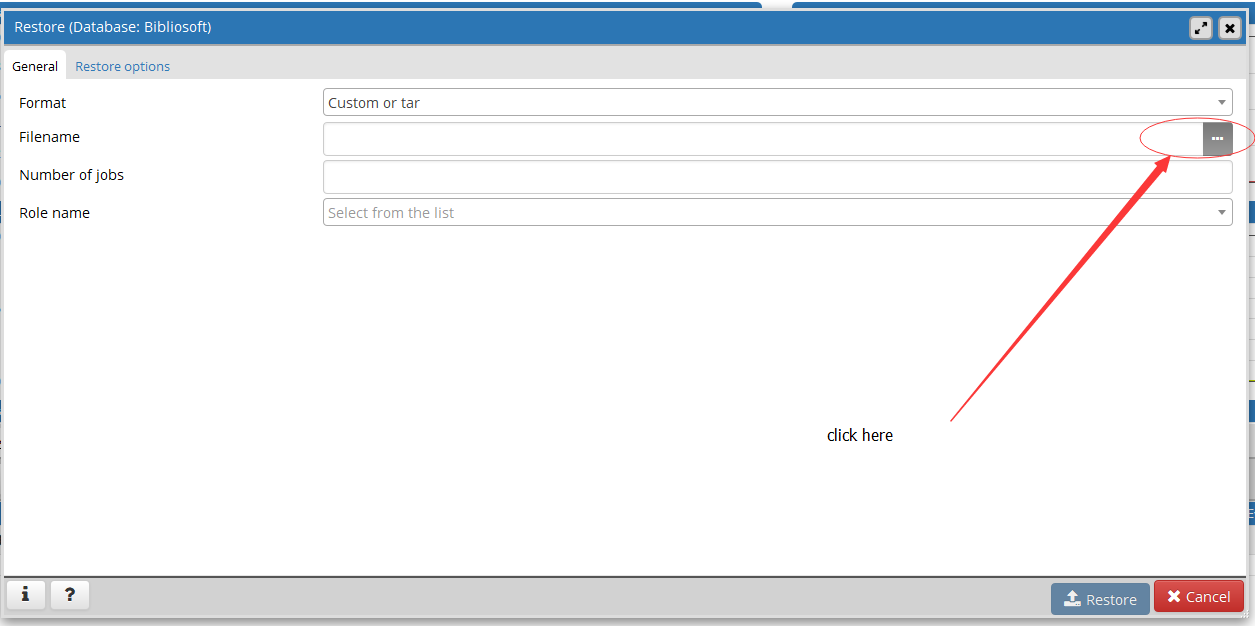 Restore (Database: Bibliosoft)
General Restore options
Format Custom or tar
Filename
Number of jobs
Role name Select from the list
click here
i ? Restore Cancel